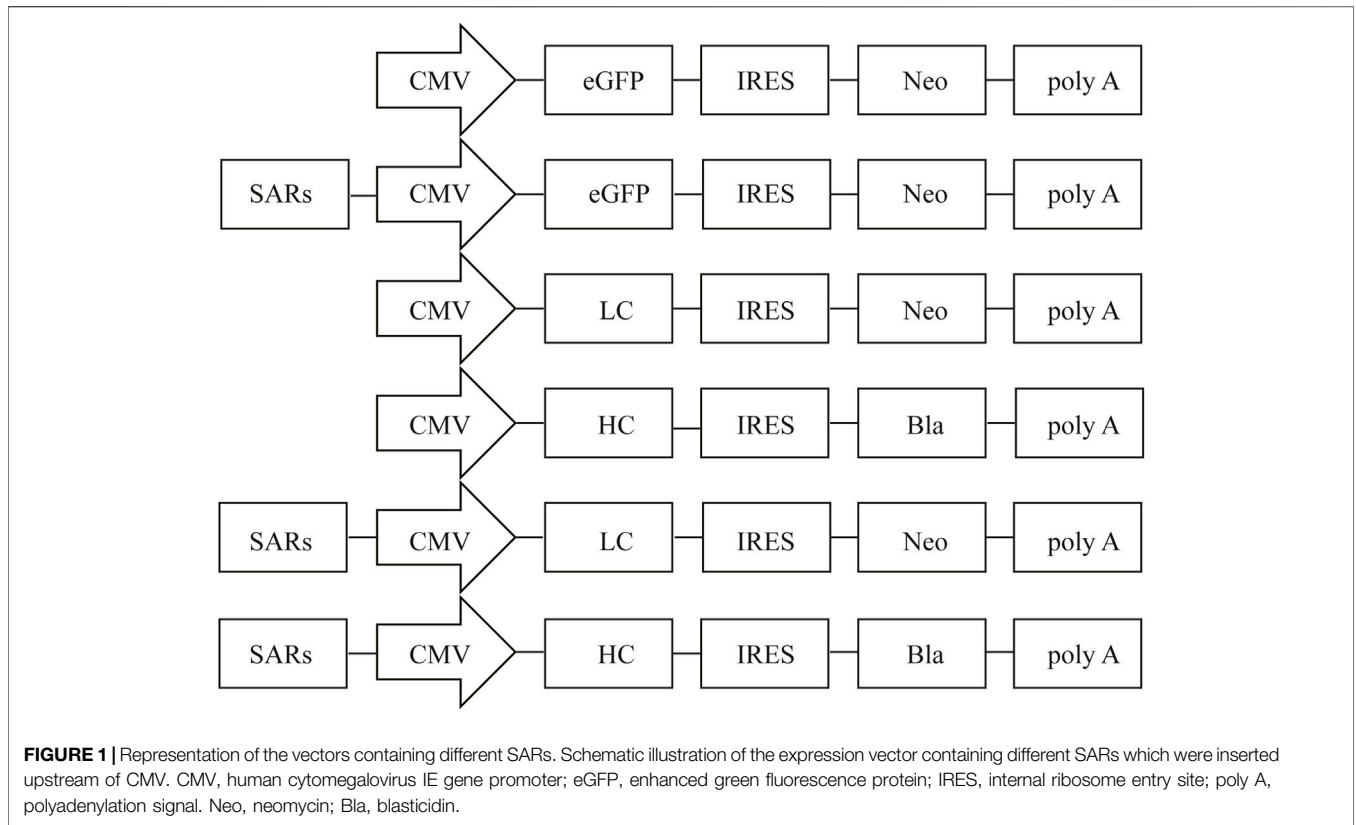 CMV eGFP IRES Neo poly A
SARs CMV eGFP IRES Neo poly A
CMV LC IRES Neo poly A
CMV HC IRES Bla poly A
SARs CMV LC IRES Neo poly A
SARs CMV HC IRES Bla poly A
FIGURE 1 | Representation of the vectors containing different SARs. Schematic illustration of the expression vector containing different SARs which were inserted
upstream of CMV. CMV, human cytomegalovirus IE gene promoter; eGFP, enhanced green fluorescence protein; IRES, internal ribosome entry site; poly A,
polyadenylation signal. Neo, neomycin; Bla, blasticidin.